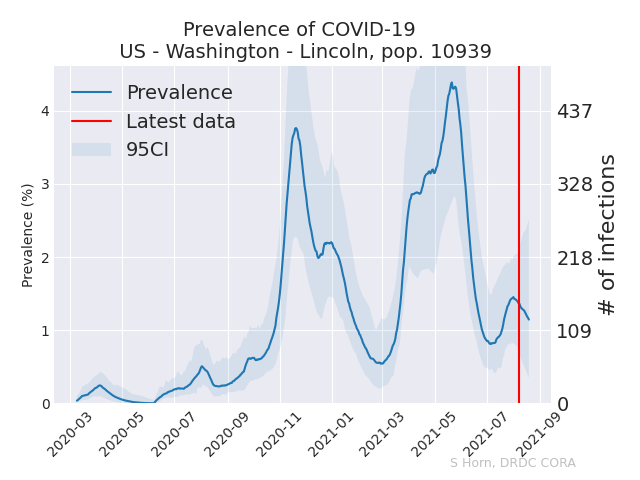 Prevalence of COVID-19
US - Washington - Lincoln, pop. 10939
Prevalence
Latest data
95CI
Prevalence (%)
4
3
2
1
0
437
328
218
109
0
# of infections
2020-03
2020-05
2020-07
2020-09
2020-11
2021-01
2021-03
2021-05
2021-07
2021-09
S Horn, DRDC CORA